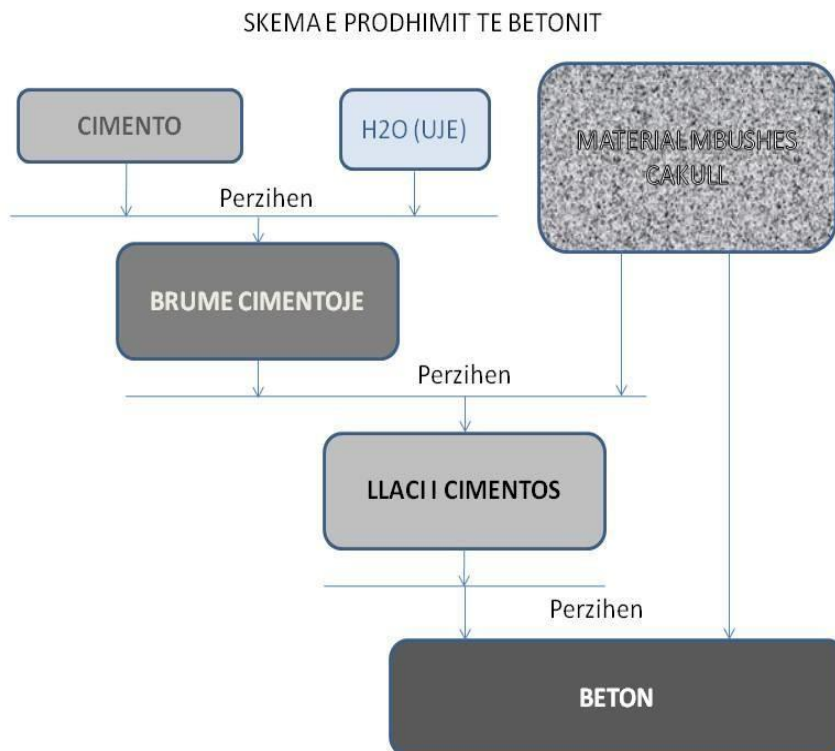 SKEMA E PRODHIMIT TE BETONIT
CIMENTO
H2O (UJE)
MATERIAL MBUSHES
CAKULL
Perzihen
BRUME CIMENTOJE
Perzihen
LLACI I CIMENTOS
Perzihen
BETON